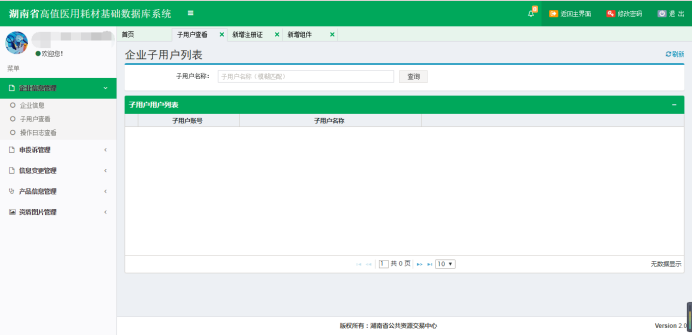 湖南省高值医用耗材基础数据库系统
返回主界面
修改密码
退 出
欢迎您!
菜单
企业信息管理
企业信息
子用户查看
操作日志查看
申投诉管理
信息变更管理
产品信息管理
资质图片管理
首页
子用户查看 ×
新增注册证 ×
新增组件 ×
企业子用户列表
刷新
子用户名称:
子用户名称(模糊匹配)
查询
子用户用户列表
子用户账号
子用户名称
1 共 0 页
10
无数据显示
版权所有:湖南省公共资源交易中心
Version 2.0